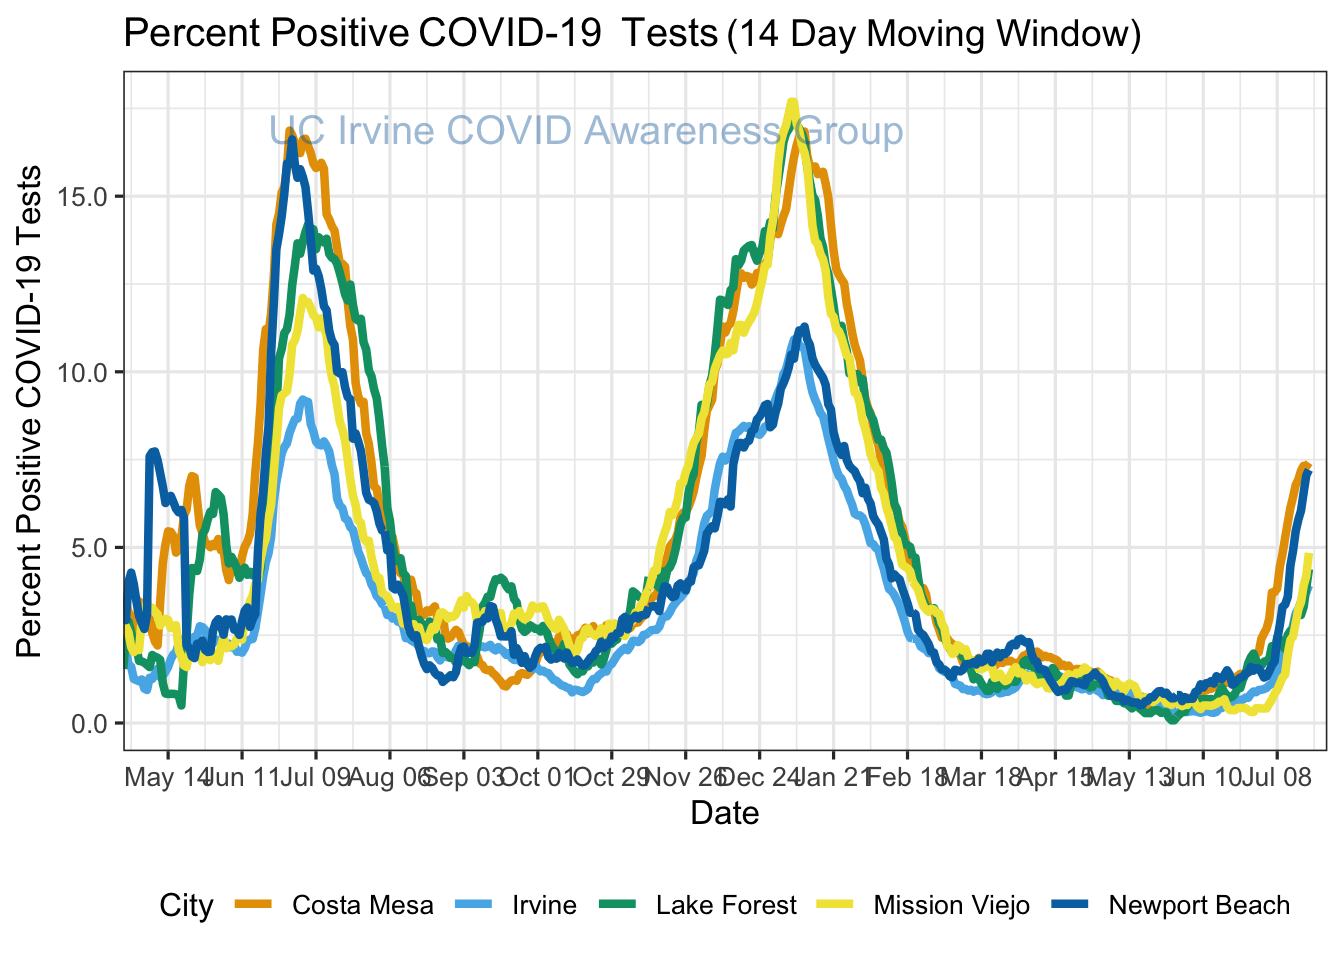 Percent Positive COVID-19 Tests (14 Day Moving Window)
UC Irvine COVID Awareness Group
Percent Positive COVID-19 Tests
15.0
10.0
5.0
0.0
May 14 Jun 11 Jul 09 Aug 06 Sep 03 Oct 01 Oct 29 Nov 26 Dec 24 Jan 21 Feb 18 Mar 18 Apr 15 May 13 Jun 10 Jul 08
Date
City Costa Mesa Irvine Lake Forest Mission Viejo Newport Beach